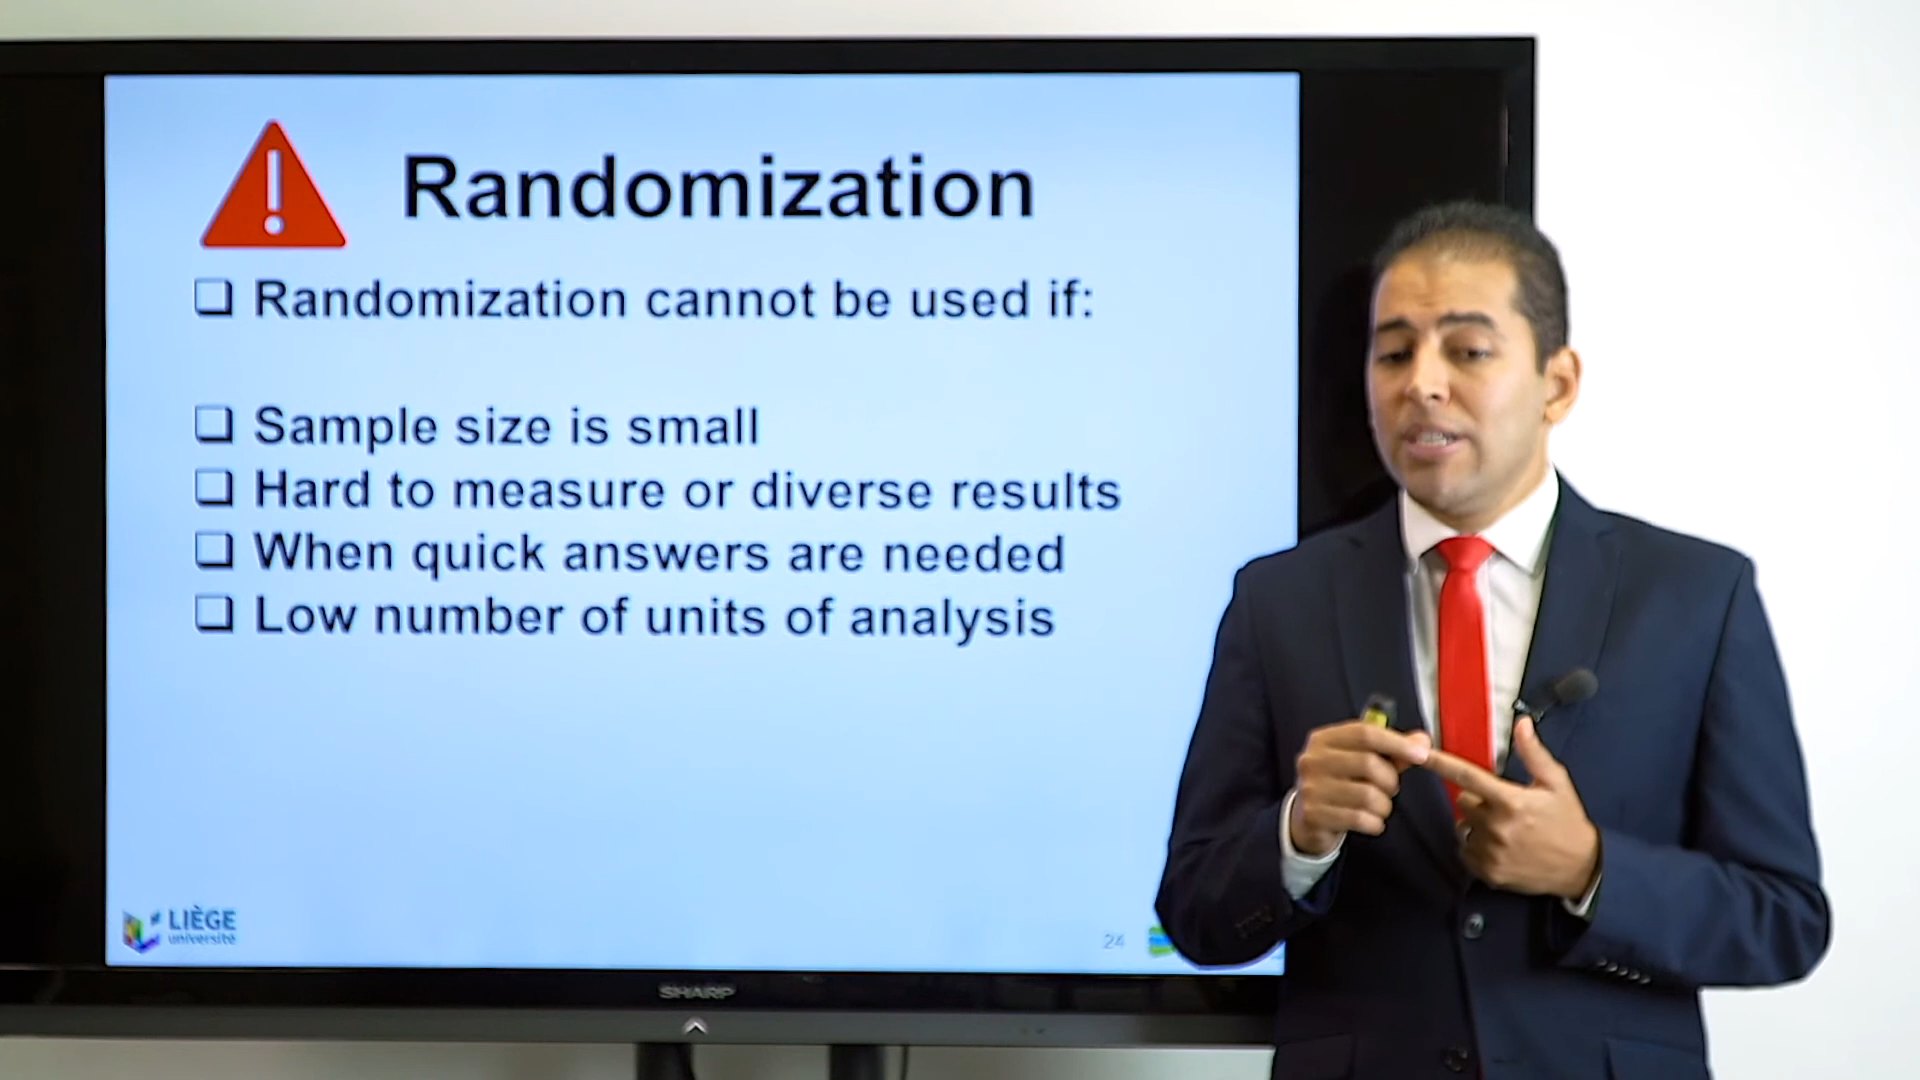 Randomization
❑ Randomization cannot be used if:
❑ Sample size is small
❑ Hard to measure or diverse results
❑ When quick answers are needed
❑ Low number of units of analysis
LIÈGE
université
24
SHARP